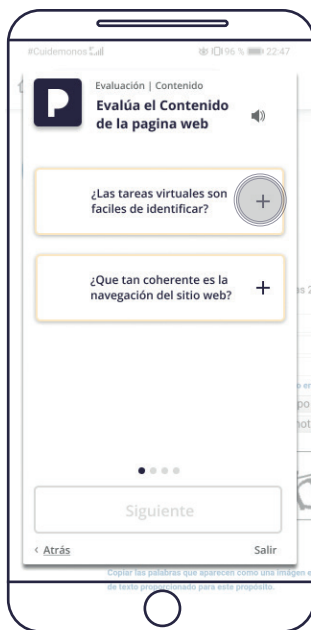 #Cuidemonos 96 % 22:47
P
Evaluación | Contenido
Evalúa el Contenido
de la pagina web
¿Las tareas virtuales son
faciles de identificar?
+
¿Que tan coherente es la
navegación del sitio web?
+
Siguiente
< Atrás
Salir
Copiar las palabras que aparecen como una imágen e
de texto proporcionado para este propósito.